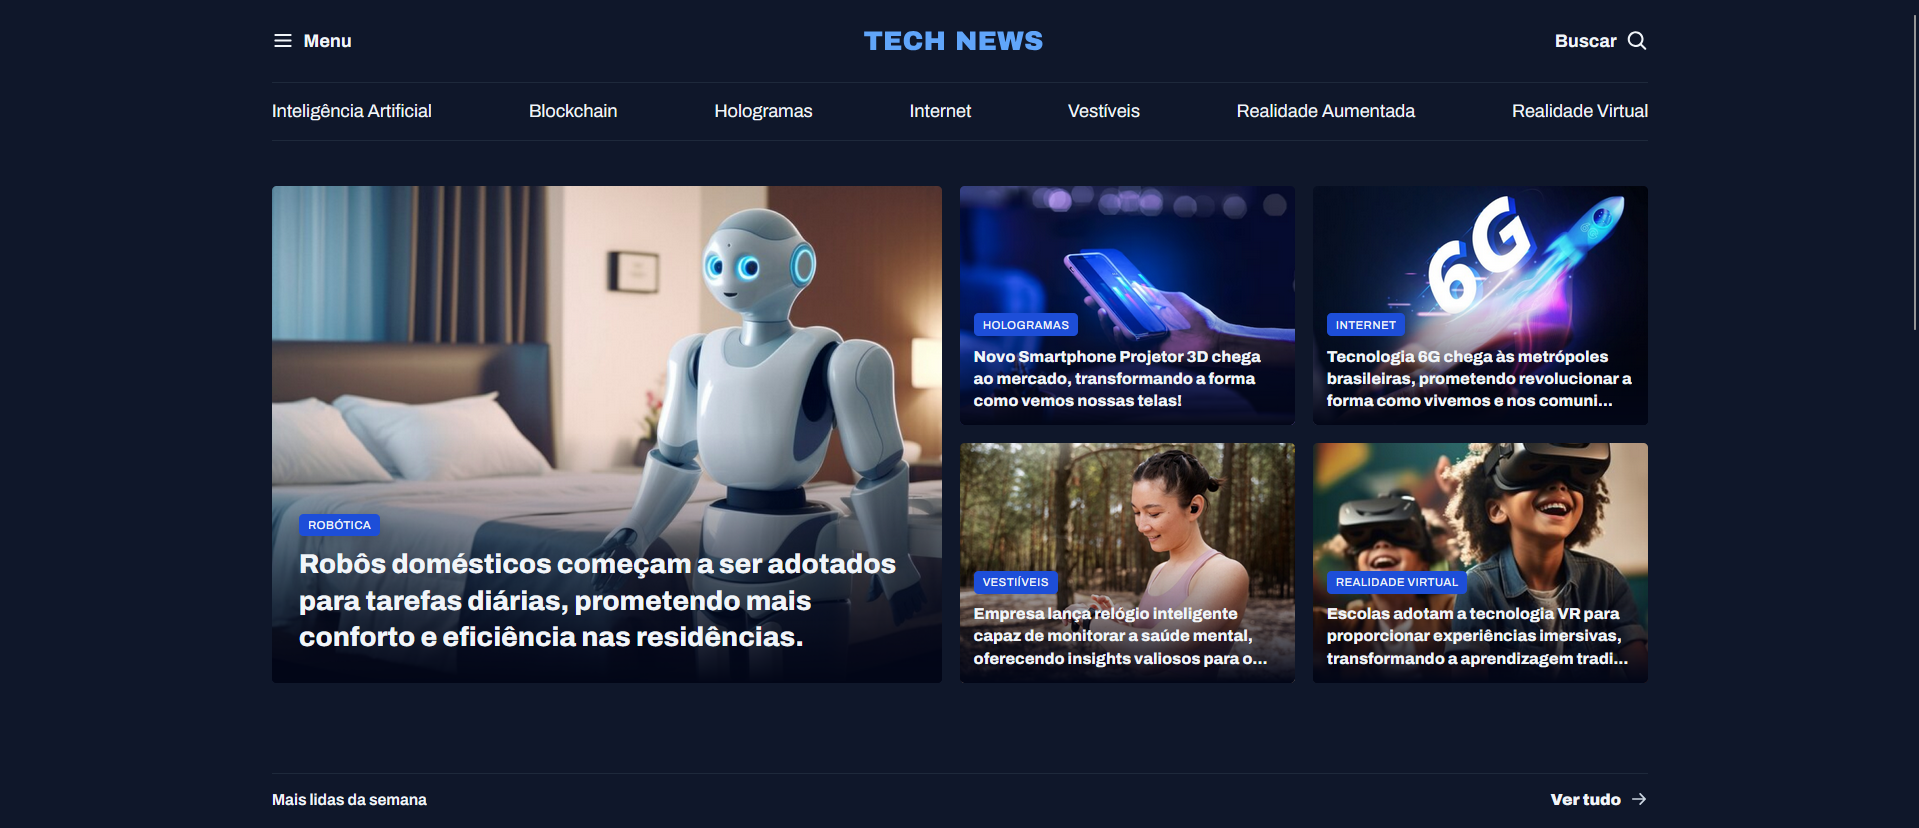 Menu
TECH NEWS
Buscar
Inteligência Artificial
Blockchain
Hologramas
Internet
Vestíveis
Realidade Aumentada
Realidade Virtual
ROBÓTICA
Robôs domésticos começam a ser adotados
para tarefas diárias, prometendo mais
conforto e eficiência nas residências.
HOLOGRAMAS
Novo Smartphone Projetor 3D chega
ao mercado, transformando a forma
como vemos nossas telas!
6G
INTERNET
Tecnologia 6G chega às metrópoles
brasileiras, prometendo revolucionar a
forma como vivemos e nos comuni...
VESTIÍVEIS
Empresa lança relógio inteligente
capaz de monitorar a saúde mental,
oferecendo insights valiosos para o...
REALIDADE VIRTUAL
Escolas adotam a tecnologia VR para
proporcionar experiências imersivas,
transformando a aprendizagem tradi...
Mais lidas da semana
Ver tudo